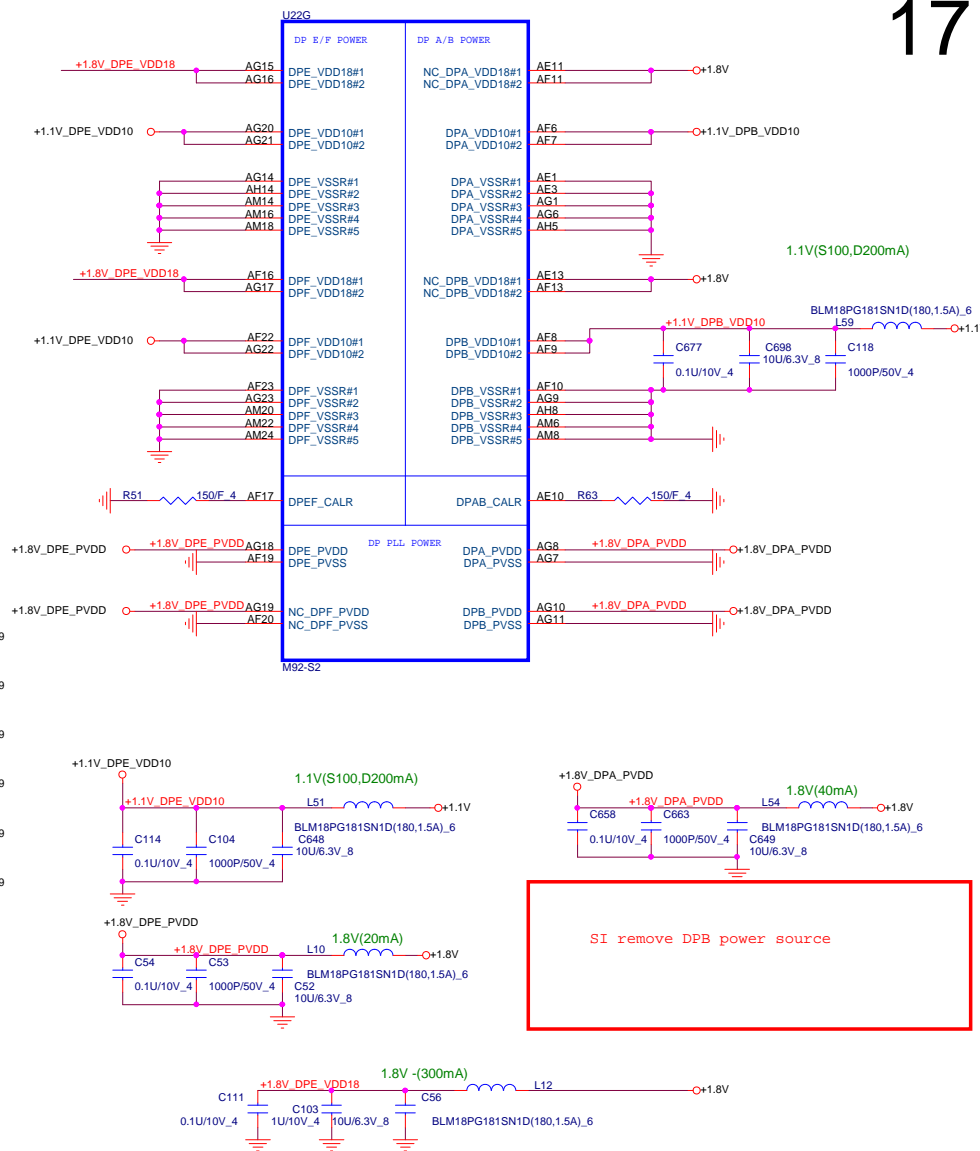 17
U22G
DP E/F POWER
DP A/B POWER
+1.8V_DPE_VDD18 AG15 DPE_VDD18#1 NC_DPA_VDD18#1 AE11 +1.8V
AG16 DPE_VDD18#2 NC_DPA_VDD18#2 AF11
+1.1V_DPE_VDD10 AG20 DPE_VDD10#1 DPA_VDD10#1 AF6 +1.1V_DPB_VDD10
AG21 DPE_VDD10#2 DPA_VDD10#2 AF7
AG14 DPE_VSSR#1 DPA_VSSR#1 AE1
AH14 DPE_VSSR#2 DPA_VSSR#2 AE3
AM14 DPE_VSSR#3 DPA_VSSR#3 AG1
AM16 DPE_VSSR#4 DPA_VSSR#4 AG6
AM18 DPE_VSSR#5 DPA_VSSR#5 AH5
1.1V(S100,D200mA)
+1.8V_DPE_VDD18 AF16 DPF_VDD18#1 NC_DPB_VDD18#1 AE13 +1.8V
AG17 DPF_VDD18#2 NC_DPB_VDD18#2 AF13
BLM18PG181SN1D(180,1.5A)_6
+1.1V_DPB_VDD10 L59 +1.1
+1.1V_DPE_VDD10 AF22 DPF_VDD10#1 DPB_VDD10#1 AF8
AG22 DPF_VDD10#2 DPB_VDD10#2 AF9
C677 C698 C118
0.1U/10V_4 10U/6.3V_8 1000P/50V_4
AF23 DPF_VSSR#1 DPB_VSSR#1 AF10
AG23 DPF_VSSR#2 DPB_VSSR#2 AG9
AM20 DPF_VSSR#3 DPB_VSSR#3 AH8
AM22 DPF_VSSR#4 DPB_VSSR#4 AM6
AM24 DPF_VSSR#5 DPB_VSSR#5 AM8
R51 150/F_4 AF17 DPEF_CALR DPAB_CALR AE10 R63 150/F_4
DP PLL POWER
+1.8V_DPE_PVDD +1.8V_DPE_PVDD AG18 DPE_PVDD DPA_PVDD AG8 +1.8V_DPA_PVDD +1.8V_DPA_PVDD
AF19 DPE_PVSS DPA_PVSS AG7
+1.8V_DPE_PVDD +1.8V_DPE_PVDD AG19 NC_DPF_PVDD DPB_PVDD AG10 +1.8V_DPA_PVDD +1.8V_DPA_PVDD
AF20 NC_DPF_PVSS DPB_PVSS AG11
9
M92-S2
9
9
9
9
9
+1.1V_DPE_VDD10
1.1V(S100,D200mA)
+1.1V_DPE_VDD10 L51 +1.1V
BLM18PG181SN1D(180,1.5A)_6
C114 C104 C648
0.1U/10V_4 1000P/50V_4 10U/6.3V_8
+1.8V_DPA_PVDD
1.8V(40mA)
+1.8V_DPA_PVDD L54 +1.8V
C658 C663 BLM18PG181SN1D(180,1.5A)_6
0.1U/10V_4 1000P/50V_4 C649
10U/6.3V_8
+1.8V_DPE_PVDD
1.8V(20mA)
+1.8V_DPE_PVDD L10 +1.8V
C54 C53 BLM18PG181SN1D(180,1.5A)_6
0.1U/10V_4 1000P/50V_4 C52
10U/6.3V_8
SI remove DPB power source
1.8V -(300mA)
+1.8V_DPE_VDD18 L12 +1.8V
C111 C103 C56
0.1U/10V_4 1U/10V_4 10U/6.3V_8 BLM18PG181SN1D(180,1.5A)_6